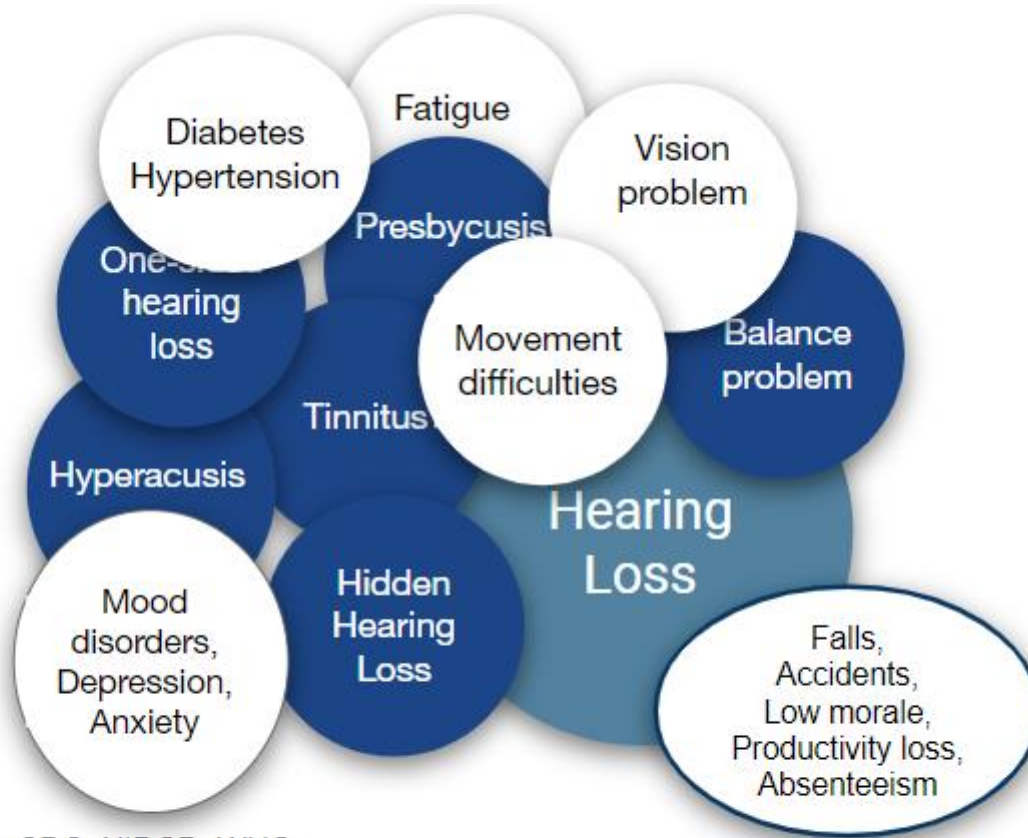 Fatigue
Diabetes
Hypertension
Vision
problem
Presbycusis
hearing
loss
Movement
difficulties
Balance
problem
Tinnitus
Hyperacusis
Hearing
Loss
Hidden
Hearing
Loss
Mood
disorders,
Depression,
Anxiety
Falls,
Accidents,
Low morale,
Productivity loss,
Absenteeism